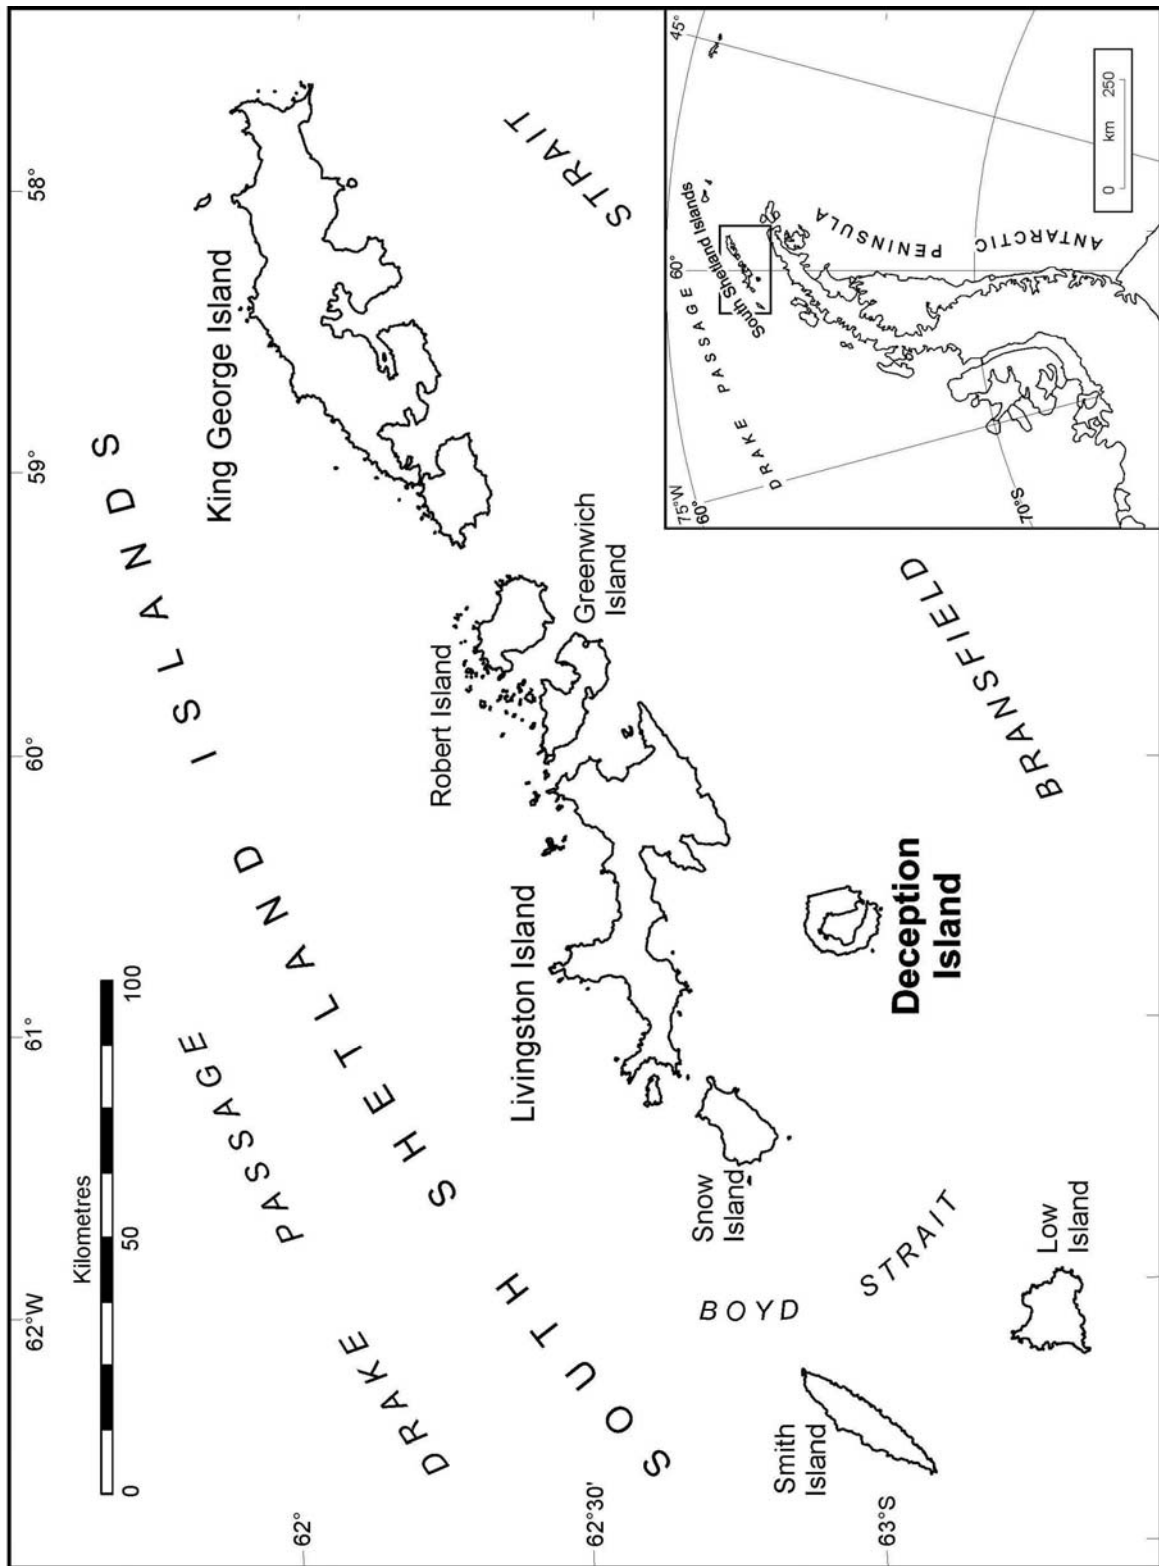 62°W
61°
60°
59°
58°
Kilometres
0
50
100
DRAKE PASSAGE
SOUTH SHETLAND ISLANDS
62°
62°30'
63°S
King George Island
Robert Island
Greenwich
Island
Livingston Island
Snow
Island
Deception
Island
Smith
Island
Low
Island
BOYD
STRAIT
BRANSFIELD
STRAIT
75°W
60°
60°
45°
DRAKE PASSAGE
South Shetland Islands
ANTARCTIC
PENINSULA
70°S
0
km
250